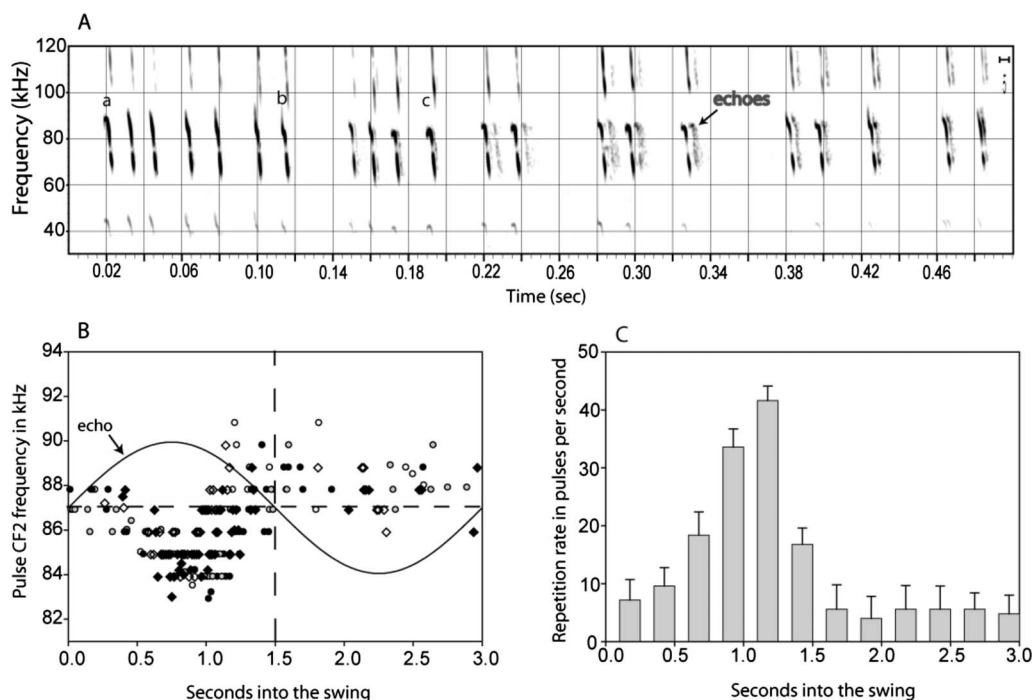 A
Frequency (kHz)
120
100
80
60
40
a
b
c
echoes
0.02 0.06 0.10 0.14 0.18 0.22 0.26 0.30 0.34 0.38 0.42 0.46
Time (sec)
B
Pulse CF2 frequency in kHz
94
92
90
88
86
84
82
echo
0.0 0.5 1.0 1.5 2.0 2.5 3.0
Seconds into the swing
C
Repetition rate in pulses per second
50
40
30
20
10
0
0.0 0.5 1.0 1.5 2.0 2.5 3.0
Seconds into the swing